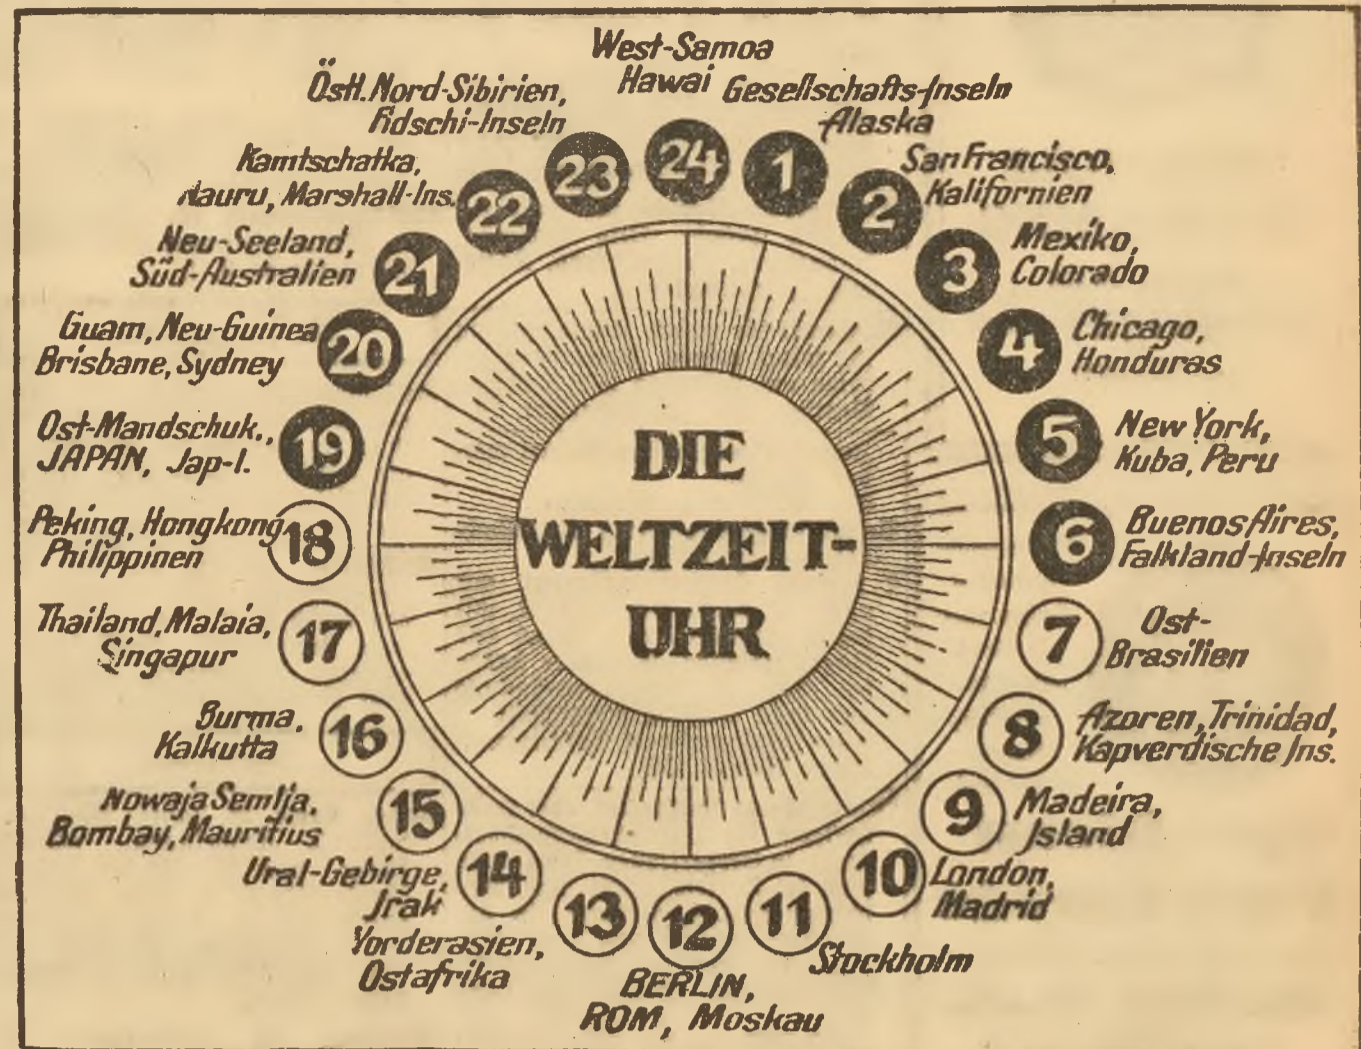 West-Samoa
Hawai
24
Gesellschafts-Inseln
Alaska
1
San Francisco,
Kalifornien
2
Mexiko,
Colorado
3
Chicago,
Honduras
4
New York,
Kuba, Peru
5
Buenos Aires,
Falkland-Inseln
6
Ost-
Brasilien
7
Azoren, Trinidad,
Kapverdische Ins.
8
Madeira,
Island
9
London,
Madrid
10
Stockholm
11
BERLIN,
ROM, Moskau
12
Vorderasien,
Ostafrika
13
Ural-Gebirge,
Irak
14
Nowaja Semlja,
Bombay, Mauritius
15
Burma,
Kalkutta
16
Thailand, Malaia,
Singapur
17
Peking, Hongkong
Philippinen
18
Ost-Mandschuk.,
JAPAN, Jap-I.
19
Guam, Neu-Guinea
Brisbane, Sydney
20
Neu-Seeland,
Süd-Australien
21
Kamtschatka,
Nauru, Marshall-Ins.
22
Östl. Nord-Sibirien,
Fidschi-Inseln
23
DIE
WELTZEIT-
UHR